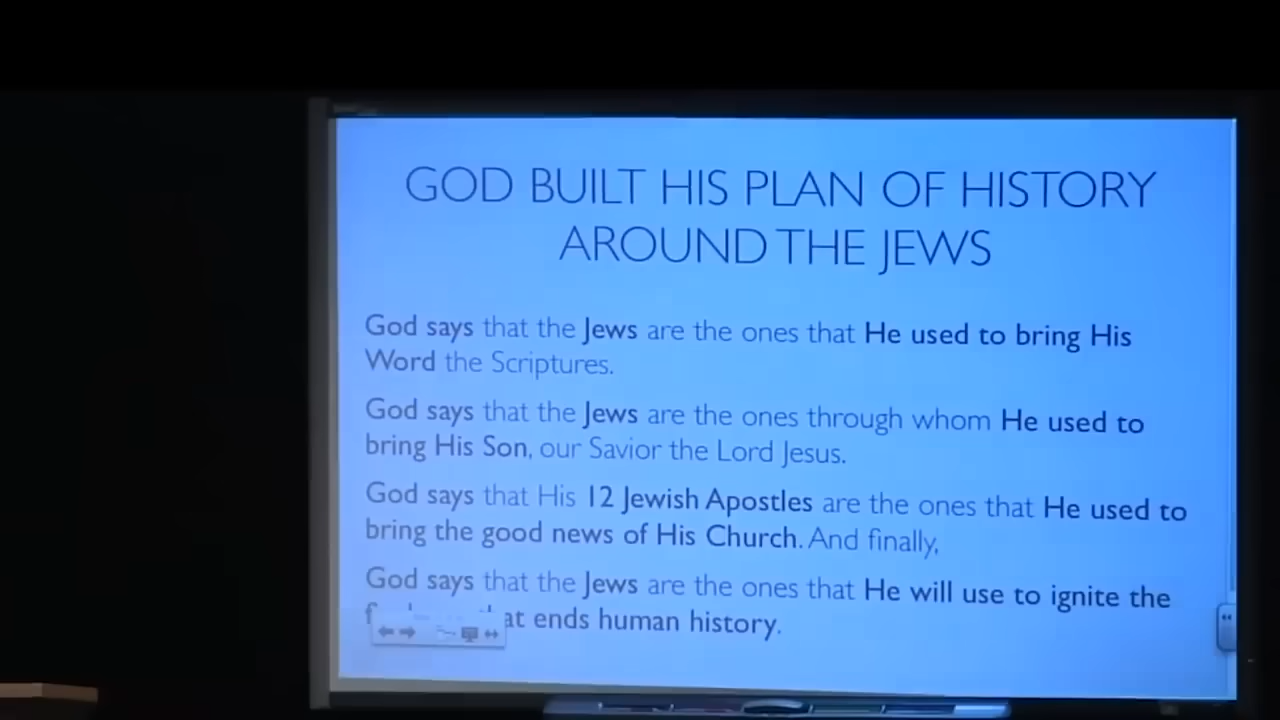 GOD BUILT HIS PLAN OF HISTORY
AROUND THE JEWS
God says that the Jews are the ones that He used to bring His
Word the Scriptures.
God says that the Jews are the ones through whom He used to
bring His Son, our Savior the Lord Jesus.
God says that His 12 Jewish Apostles are the ones that He used to
bring the good news of His Church. And finally,
God says that the Jews are the ones that He will use to ignite the
ends human history.